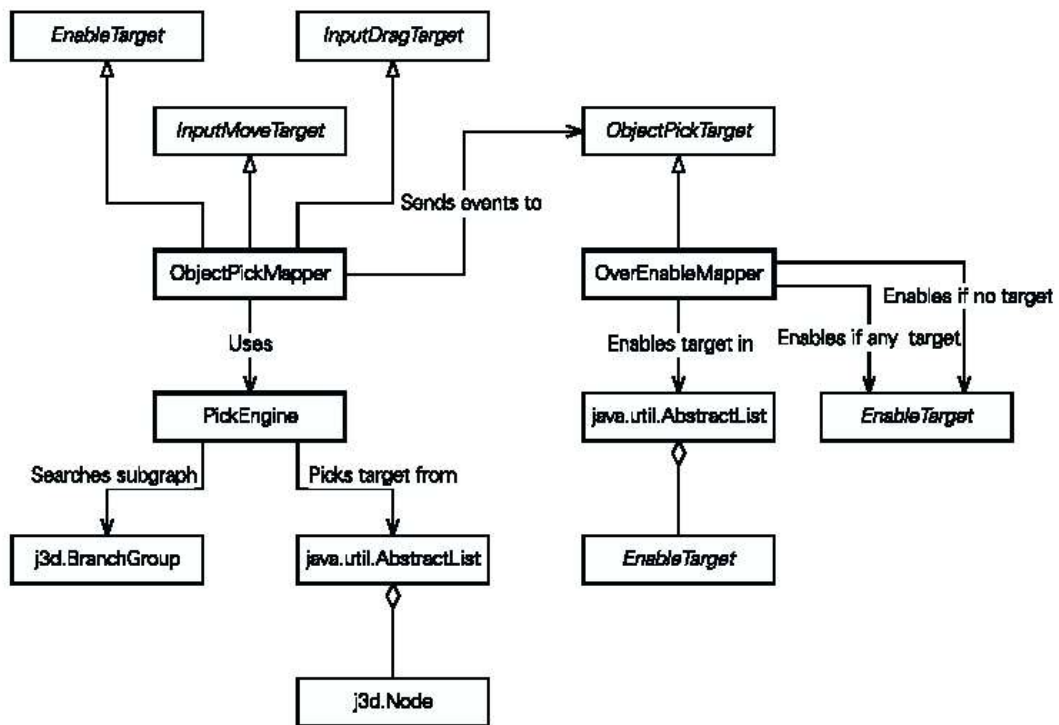 EnableTarget
InputDragTarget
InputMoveTarget
ObjectPickTarget
Sends events to
ObjectPickMapper
OverEnableMapper
Enables if no target
Uses
Enables target in
Enables if any target
PickEngine
java.util.AbstractList
EnableTarget
Searches subgraph
Picks target from
j3d.BranchGroup
java.util.AbstractList
EnableTarget
j3d.Node